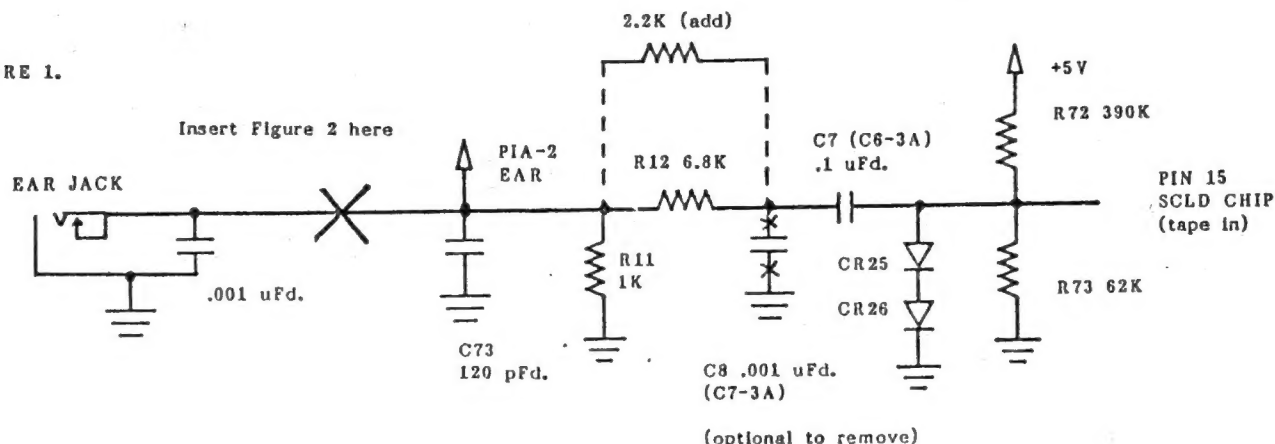 2.2K (add)
RE 1.
+5V
Insert Figure 2 here
R72 390K
PIA-2
EAR
C7 (C6-3A)
.1 uFd.
R12 6.8K
EAR JACK
PIN 15
SCLD CHIP
(tape in)
R11
1K
CR25
.001 uFd.
R73 62K
CR26
C73
120 pFd.
C8 .001 uFd.
(C7-3A)
(optional to remove)